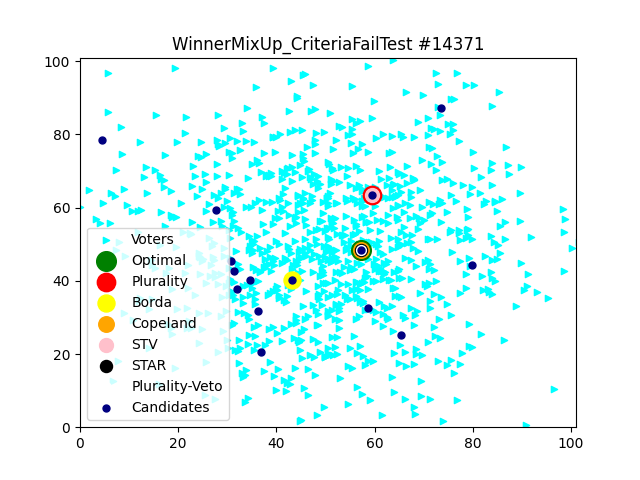 WinnerMixUp_CriteriaFailTest #14371
100
80
60
40
20
0
0 20 40 60 80 100
Voters
Optimal
Plurality
Borda
Copeland
STV
STAR
Plurality-Veto
Candidates